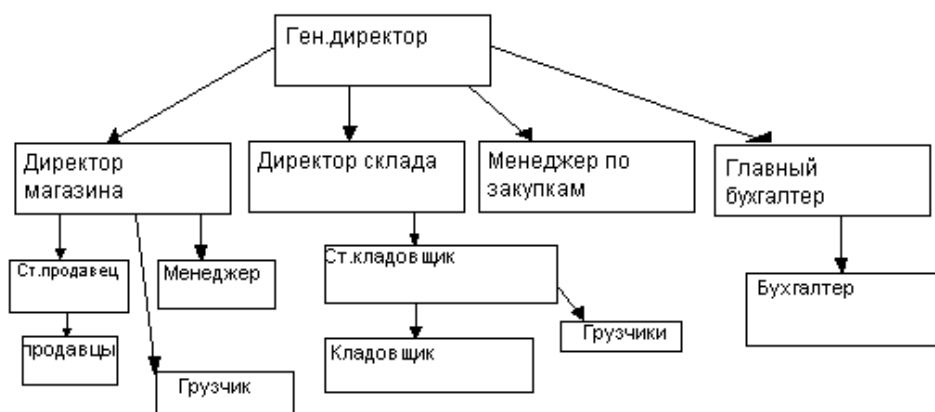 Ген.директор
Директор
магазина
Директор склада
Менеджер по
закупкам
Главный
бухгалтер
Ст.продавец
Менеджер
Ст.кладовщик
Бухгалтер
продавцы
Грузчик
Кладовщик
Грузчики